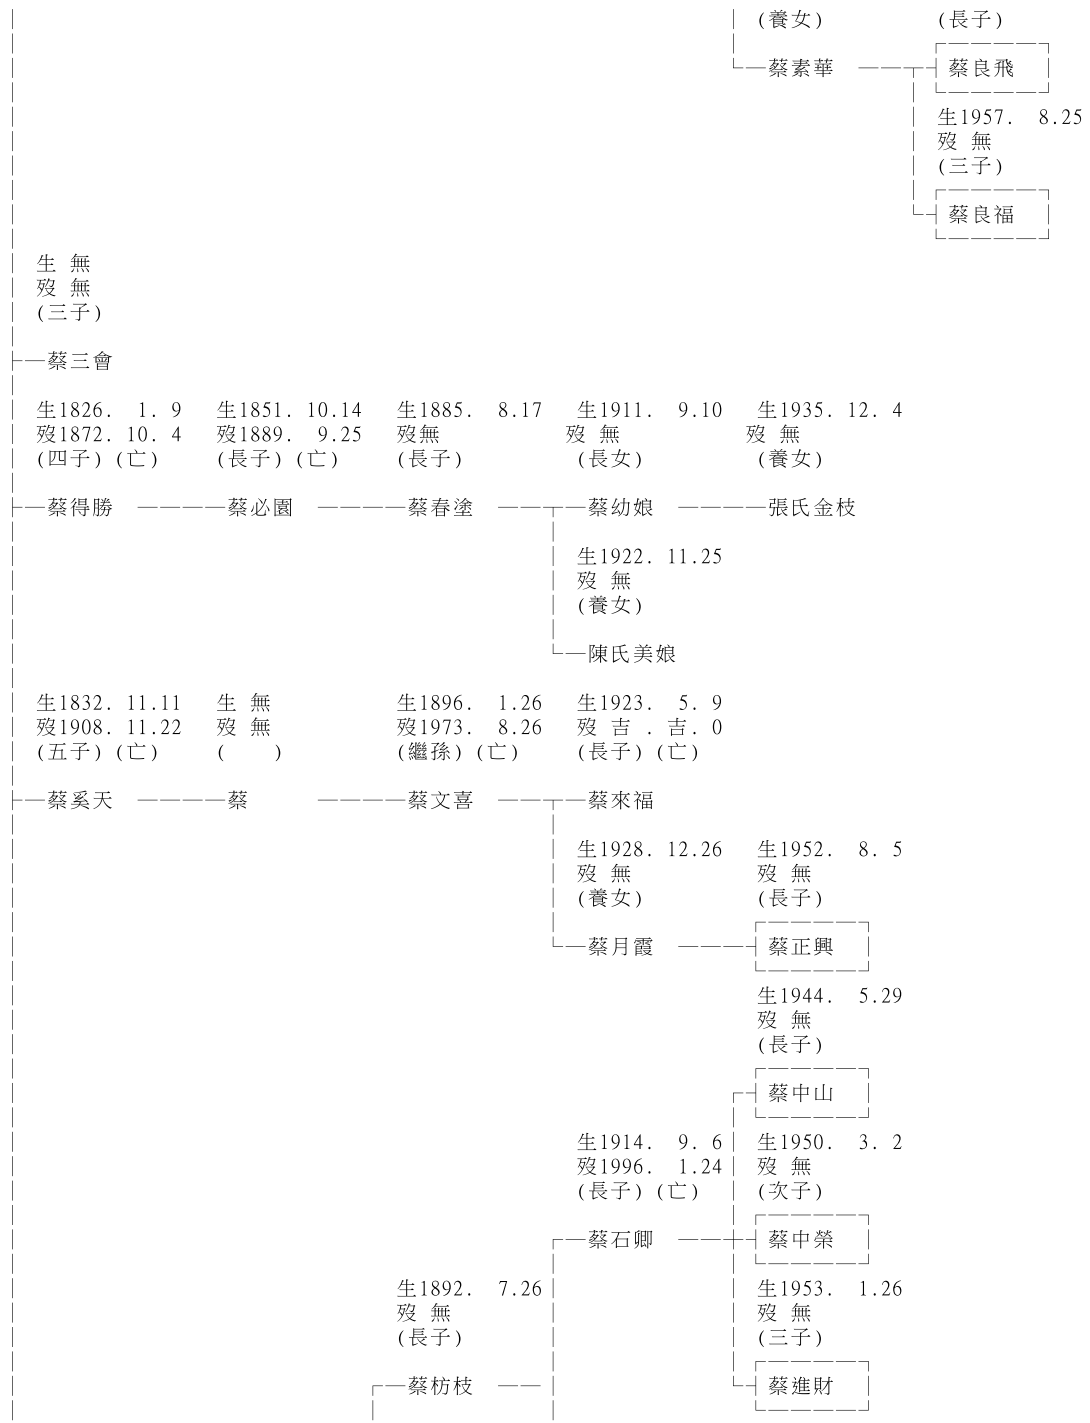 (養女) (長子)
蔡素華 蔡良飛
生1957. 8.25
歿 無
(三子)
蔡良福
生 無
歿 無
(三子)
蔡三會
生1826. 1. 9 生1851. 10.14 生1885. 8.17 生1911. 9.10 生1935. 12. 4
歿1872. 10. 4 歿1889. 9.25 歿無 歿 無 歿 無
(四子) (亡) (長子) (亡) (長子) (長女) (養女)
蔡得勝 蔡必園 蔡春塗 蔡幼娘 張氏金枝
生1922. 11.25
歿 無
(養女)
陳氏美娘
生1832. 11.11 生 無 生1896. 1.26 生1923. 5. 9
歿1908. 11.22 歿 無 歿1973. 8.26 歿 吉 . 吉. 0
(五子) (亡) ( ) (繼孫) (亡) (長子) (亡)
蔡奚天 蔡 蔡文喜 蔡來福
生1928. 12.26 生1952. 8. 5
歿 無 歿 無
(養女) (長子)
蔡月霞 蔡正興
生1944. 5.29
歿 無
(長子)
蔡中山
生1914. 9. 6 生1950. 3. 2
歿1996. 1.24 歿 無
(長子) (亡) (次子)
蔡石卿 蔡中榮
生1892. 7.26 生1953. 1.26
歿 無 歿 無
(長子) (三子)
蔡枋枝 蔡進財